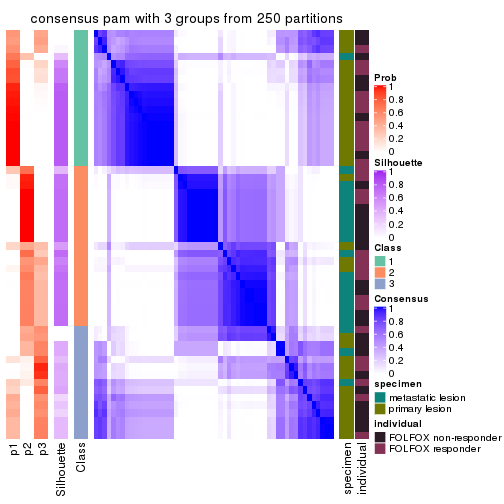 consensus pam with 3 groups from 250 partitions
Prob
1
0.8
0.6
0.4
0.2
0
Silhouette
1
0.8
0.6
0.4
0.2
0
Class
1
2
3
Consensus
1
0.8
0.6
0.4
0.2
0
specimen
metastatic lesion
primary lesion
individual
FOLFOX non-responder
FOLFOX responder
p1
p2
p3
Silhouette
Class
specimen
individual